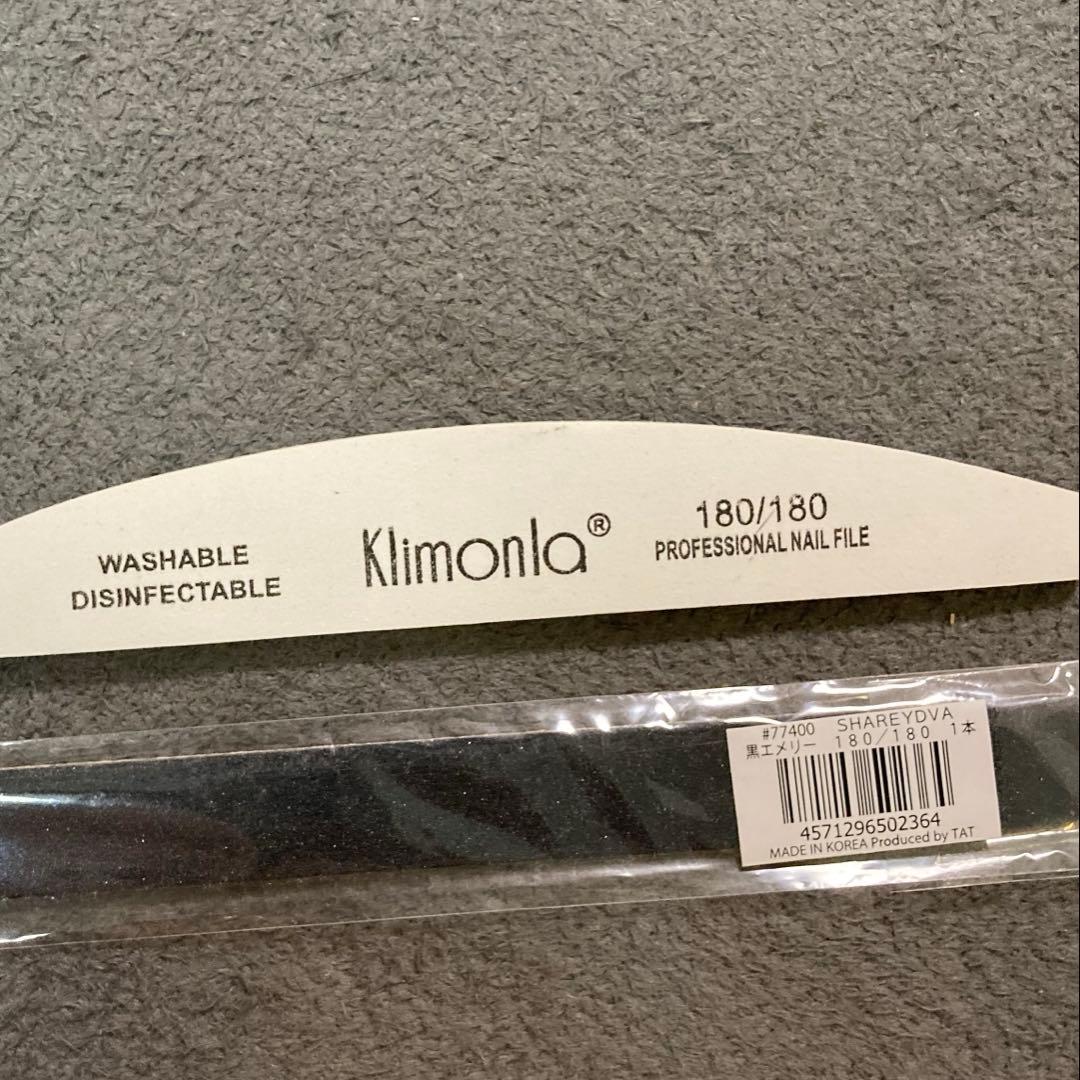 WASHABLE
DISINFECTABLE
Klimonla®
180/180
PROFESSIONAL NAIL FILE
#77400 SHAREYDVA
黒エメリー 180/180 1本
4571296502364
MADE IN KOREA Produced by TAT